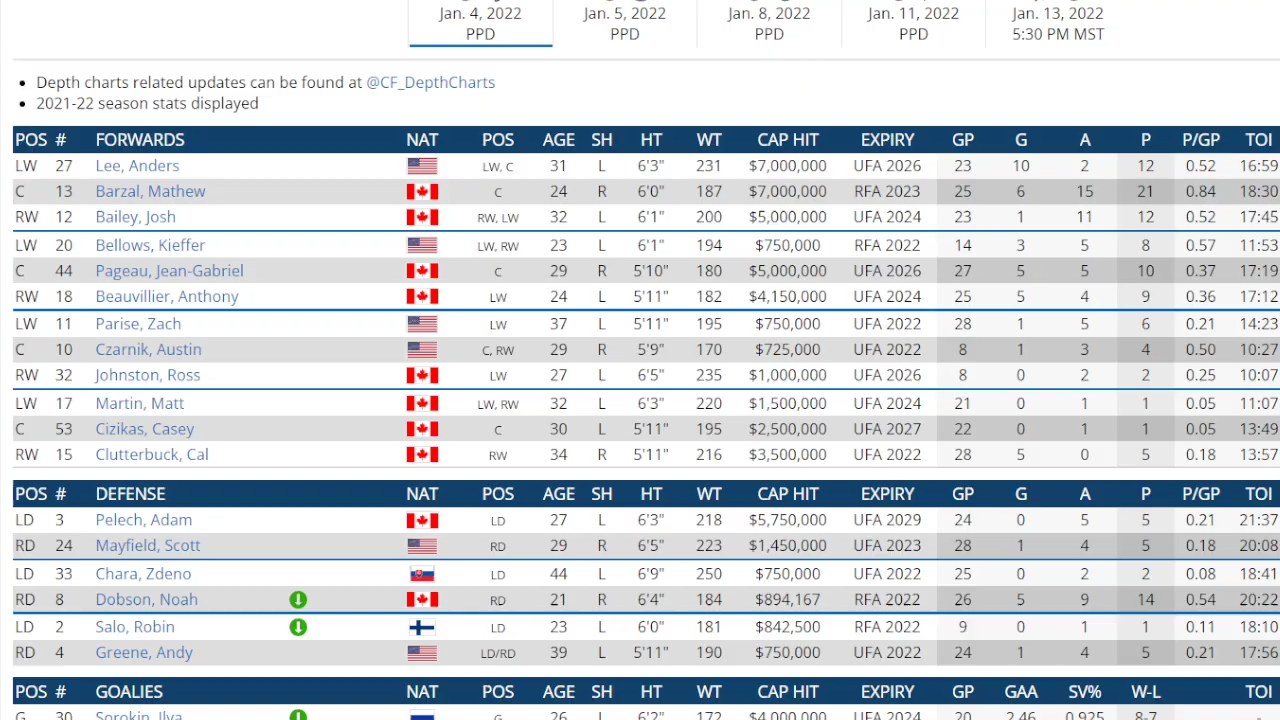 Jan. 4, 2022 Jan. 5, 2022 Jan. 8, 2022 Jan. 11, 2022 Jan. 13, 2022
PPD PPD PPD PPD 5:30 PM MST
• Depth charts related updates can be found at @CF_DepthCharts
• 2021-22 season stats displayed
POS # FORWARDS NAT POS AGE SH HT WT CAP HIT EXPIRY GP G A P P/GP TOI
LW 27 Lee, Anders LW, C 31 L 6'3" 231 $7,000,000 UFA 2026 23 10 2 12 0.52 16:59
C 13 Barzal, Mathew C 24 R 6'0" 187 $7,000,000 RFA 2023 25 6 15 21 0.84 18:30
RW 12 Bailey, Josh RW, LW 32 L 6'1" 200 $5,000,000 UFA 2024 23 1 11 12 0.52 17:45
LW 20 Bellows, Kieffer LW, RW 23 L 6'1" 194 $750,000 RFA 2022 14 3 5 8 0.57 11:53
C 44 Pageau, Jean-Gabriel C 29 R 5'10" 180 $5,000,000 UFA 2026 27 5 5 10 0.37 17:19
RW 18 Beauvillier, Anthony LW 24 L 5'11" 182 $4,150,000 UFA 2024 25 5 4 9 0.36 17:12
LW 11 Parise, Zach LW 37 L 5'11" 195 $750,000 UFA 2022 28 1 5 6 0.21 14:23
C 10 Czarnik, Austin C, RW 29 R 5'9" 170 $725,000 UFA 2022 8 1 3 4 0.50 10:27
RW 32 Johnston, Ross LW 27 L 6'5" 235 $1,000,000 UFA 2026 8 0 2 2 0.25 10:07
LW 17 Martin, Matt LW, RW 32 L 6'3" 220 $1,500,000 UFA 2024 21 0 1 1 0.05 11:07
C 53 Cizikas, Casey C 30 L 5'11" 195 $2,500,000 UFA 2027 22 0 1 1 0.05 13:49
RW 15 Clutterbuck, Cal RW 34 R 5'11" 216 $3,500,000 UFA 2022 28 5 0 5 0.18 13:57
POS # DEFENSE NAT POS AGE SH HT WT CAP HIT EXPIRY GP G A P P/GP TOI
LD 3 Pelech, Adam LD 27 L 6'3" 218 $5,750,000 UFA 2029 24 0 5 5 0.21 21:37
RD 24 Mayfield, Scott RD 29 R 6'5" 223 $1,450,000 UFA 2023 28 1 4 5 0.18 20:08
LD 33 Chara, Zdeno LD 44 L 6'9" 250 $750,000 UFA 2022 25 0 2 2 0.08 18:41
RD 8 Dobson, Noah RD 21 R 6'4" 184 $894,167 RFA 2022 26 5 9 14 0.54 20:22
LD 2 Salo, Robin LD 23 L 6'0" 181 $842,500 RFA 2022 9 0 1 1 0.11 18:10
RD 4 Greene, Andy LD/RD 39 L 5'11" 190 $750,000 UFA 2022 24 1 4 5 0.21 17:56
POS # GOALIES NAT POS AGE SH HT WT CAP HIT EXPIRY GP GAA SV% W-L TOI
G 30 Sorokin, Ilya G 26 L 6'2" 172 $4,000,000 UFA 2024 20 2.46 0.925 8-7 -